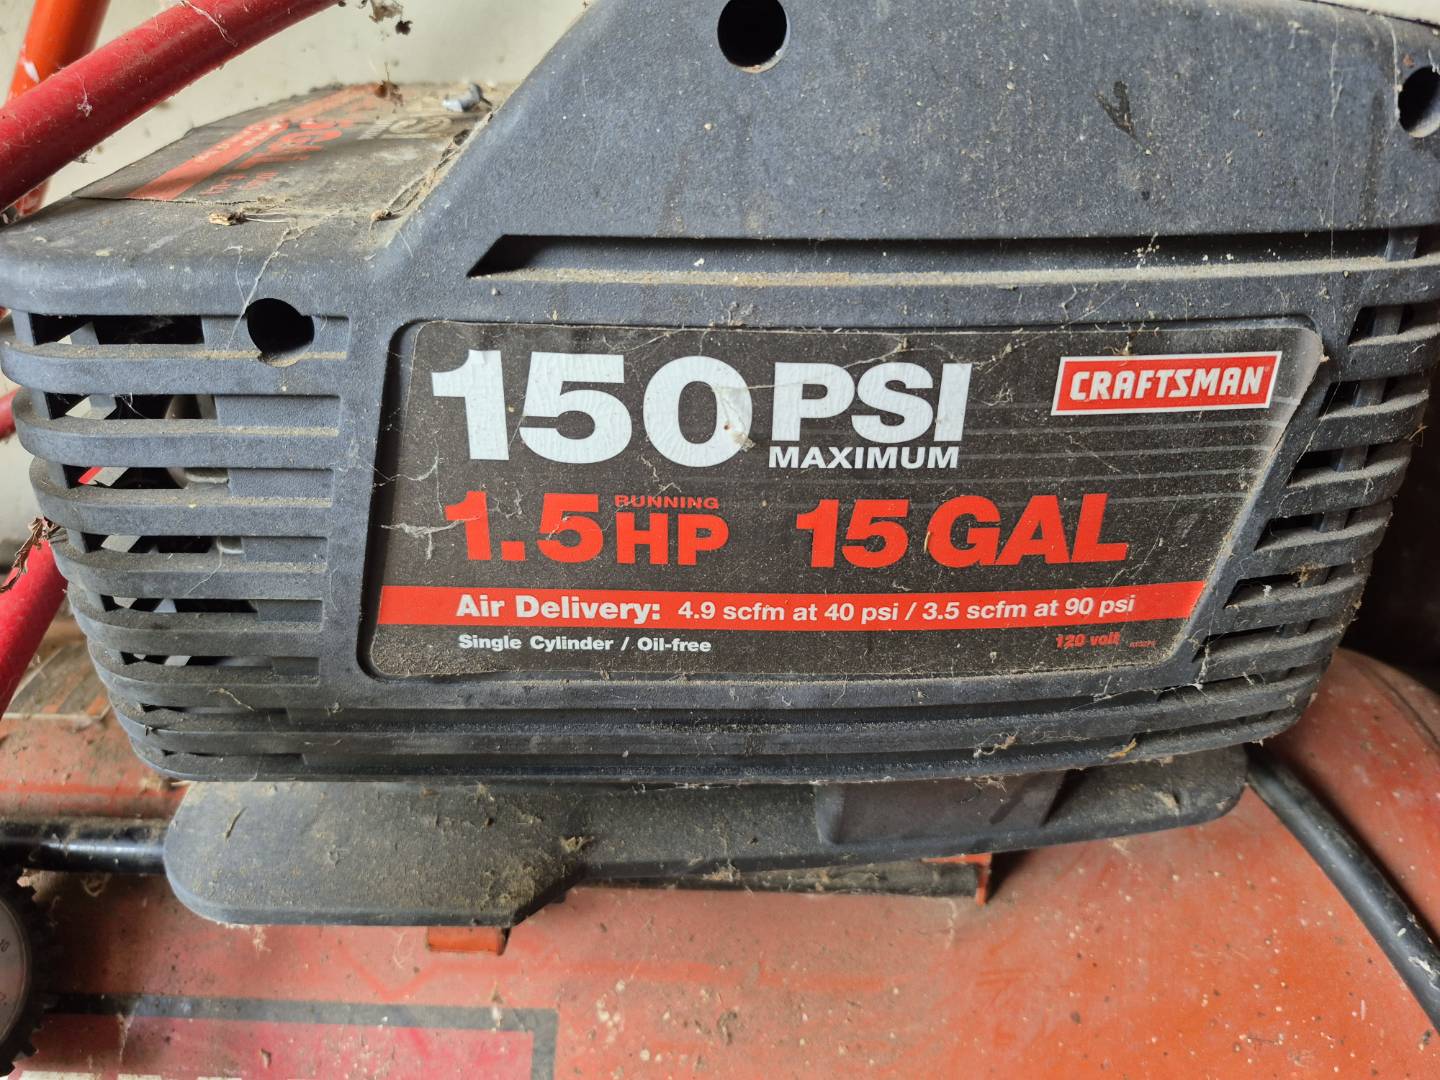 150 PSI
MAXIMUM
CRAFTSMAN
RUNNING
1.5 HP 15 GAL
Air Delivery: 4.9 scfm at 40 psi / 3.5 scfm at 90 psi
Single Cylinder / Oil-free
120 volt